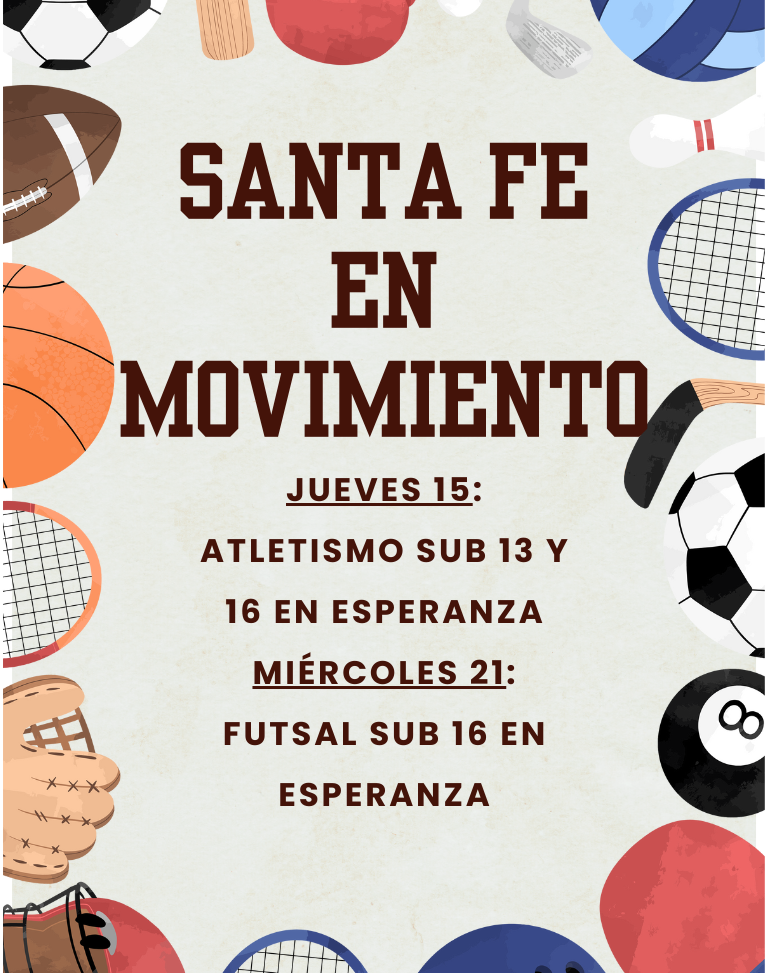 SANTA FE
EN
MOVIMIENTO
JUEVES 15:
ATLETISMO SUB 13 Y
16 EN ESPERANZA
MIÉRCOLES 21:
FUTSAL SUB 16 EN
ESPERANZA
8